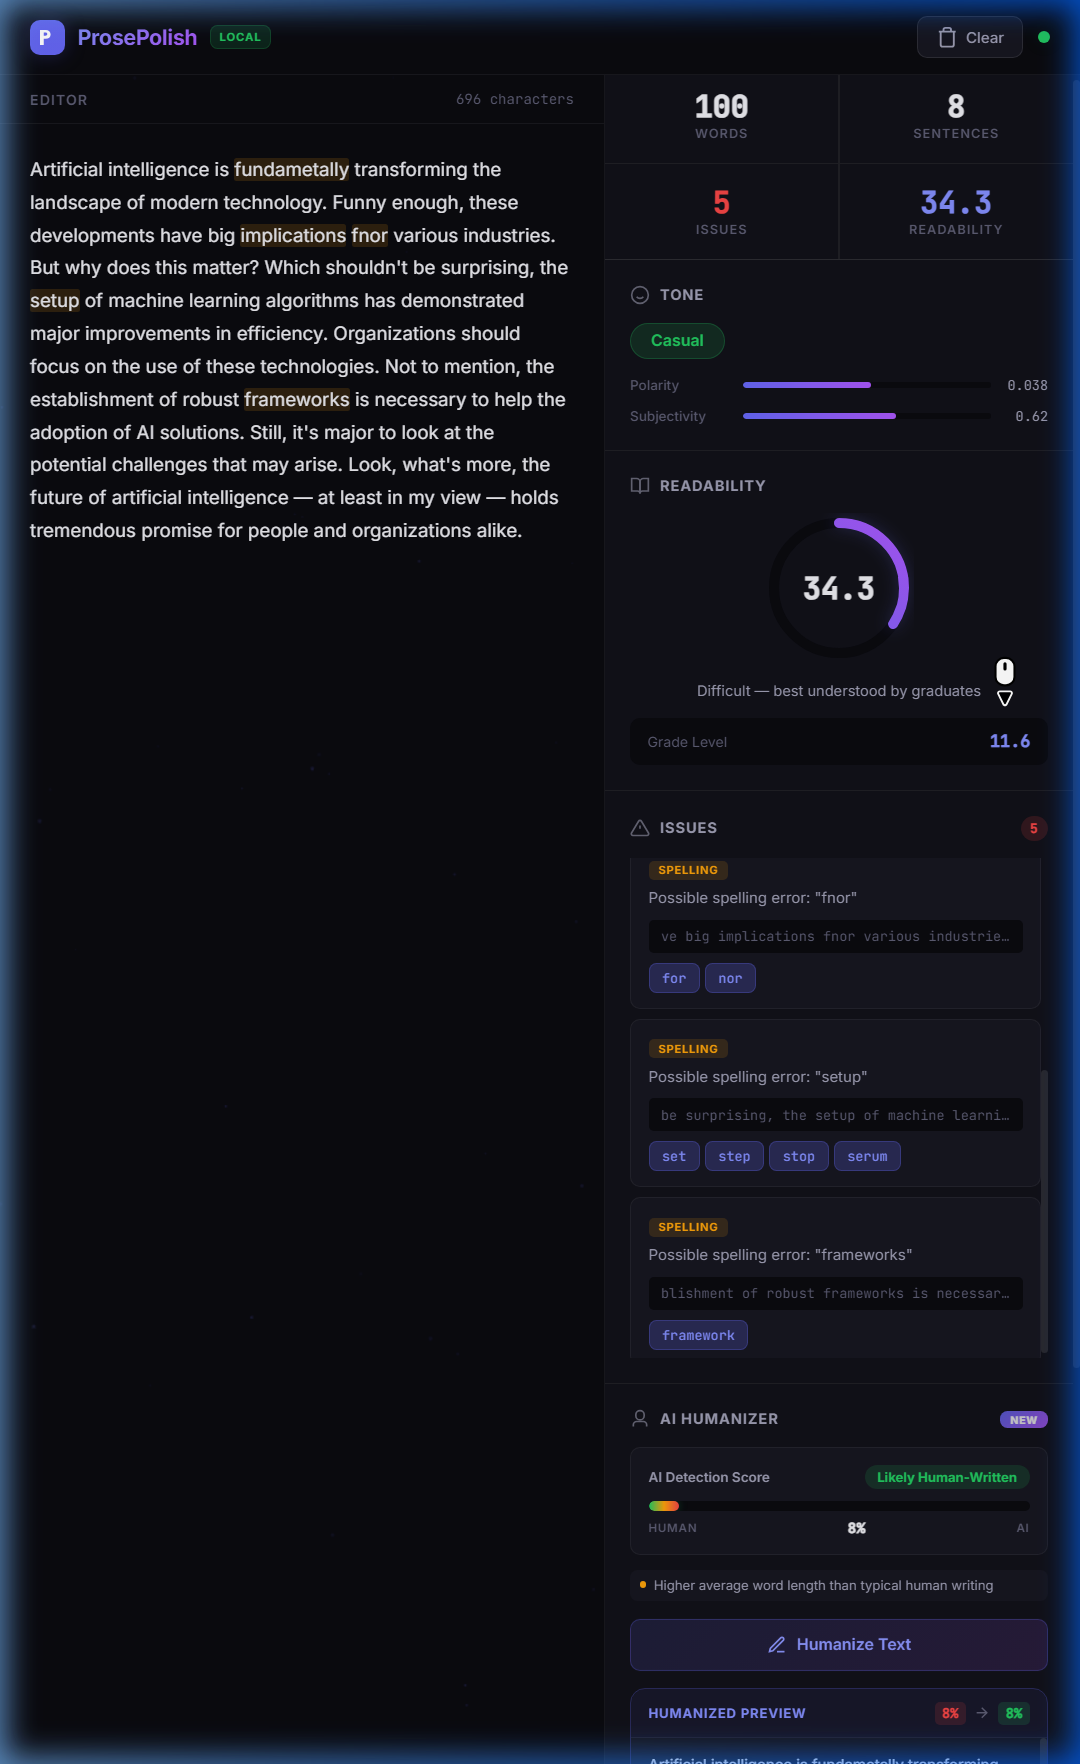 P ProsePolish LOCAL
Clear
EDITOR
696 characters
Artificial intelligence is fundametally transforming the
landscape of modern technology. Funny enough, these
developments have big implications fnor various industries.
But why does this matter? Which shouldn't be surprising, the
setup of machine learning algorithms has demonstrated
major improvements in efficiency. Organizations should
focus on the use of these technologies. Not to mention, the
establishment of robust frameworks is necessary to help the
adoption of AI solutions. Still, it's major to look at the
potential challenges that may arise. Look, what's more, the
future of artificial intelligence — at least in my view — holds
tremendous promise for people and organizations alike.
100
WORDS
8
SENTENCES
5
ISSUES
34.3
READABILITY
TONE
Casual
Polarity 0.038
Subjectivity 0.62
READABILITY
34.3
Difficult — best understood by graduates
Grade Level 11.6
ISSUES 5
SPELLING
Possible spelling error: "fnor"
ve big implications fnor various industrie…
for nor
SPELLING
Possible spelling error: "setup"
be surprising, the setup of machine learni…
set step stop serum
SPELLING
Possible spelling error: "frameworks"
blishment of robust frameworks is necessar…
framework
AI HUMANIZER NEW
AI Detection Score Likely Human-Written
HUMAN 8% AI
Higher average word length than typical human writing
Humanize Text
HUMANIZED PREVIEW 8% → 8%
Artificial intelligence is fundametally transforming